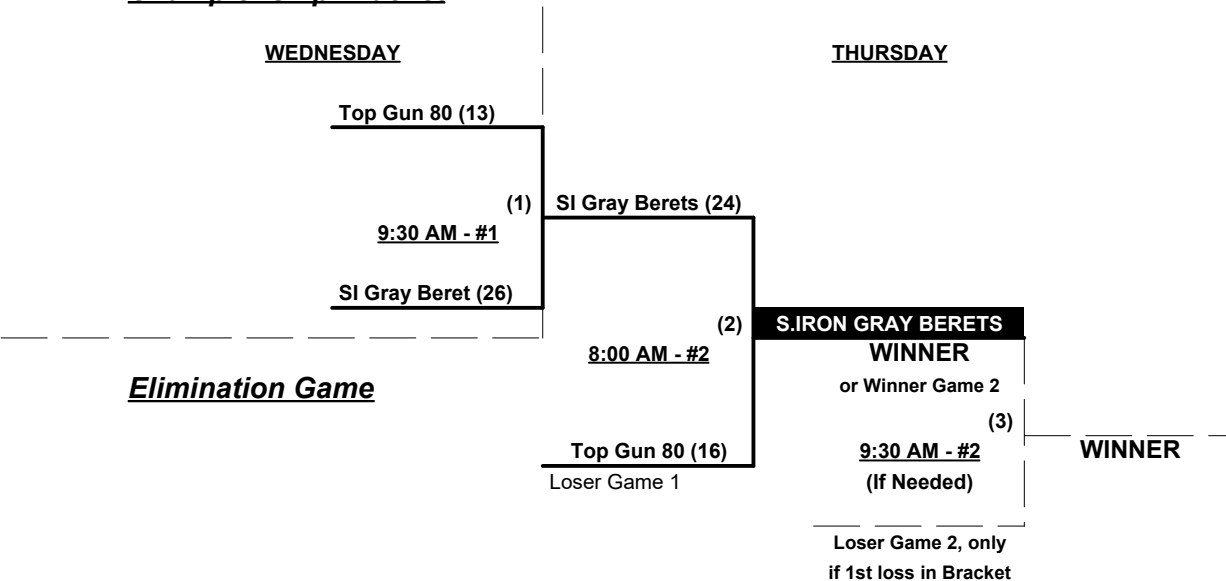 WEDNESDAY
THURSDAY
Top Gun 80 (13)
(1)
SI Gray Berets (24)
9:30 AM - #1
SI Gray Beret (26)
(2)
S.IRON GRAY BERETS
8:00 AM - #2
WINNER
or Winner Game 2
Elimination Game
(3)
Top Gun 80 (16)
9:30 AM - #2
WINNER
Loser Game 1
(If Needed)
Loser Game 2, only
if 1st loss in Bracket